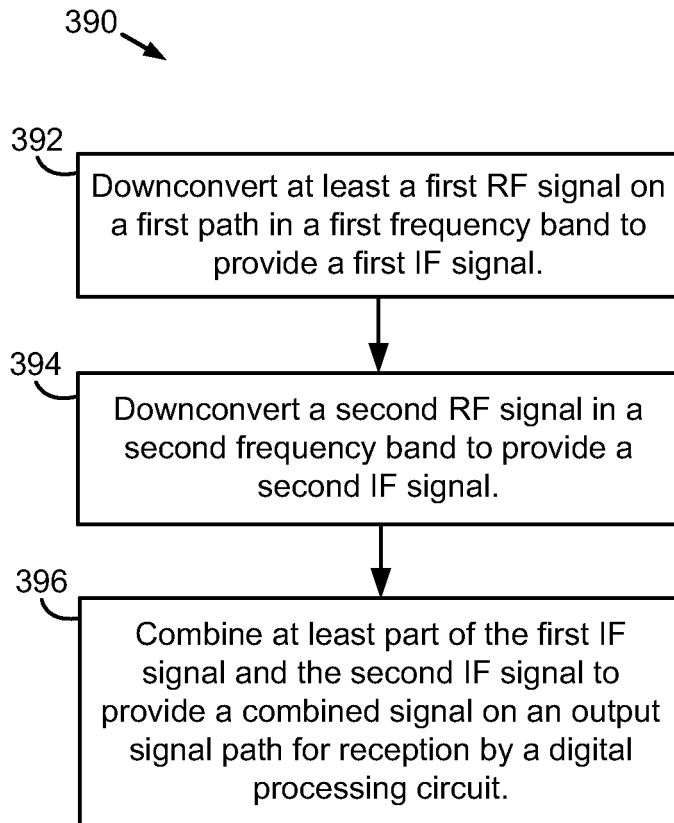 390
392
Downconvert at least a first RF signal on
a first path in a first frequency band to
provide a first IF signal.
394
Downconvert a second RF signal in a
second frequency band to provide a
second IF signal.
396
Combine at least part of the first IF
signal and the second IF signal to
provide a combined signal on an output
signal path for reception by a digital
processing circuit.